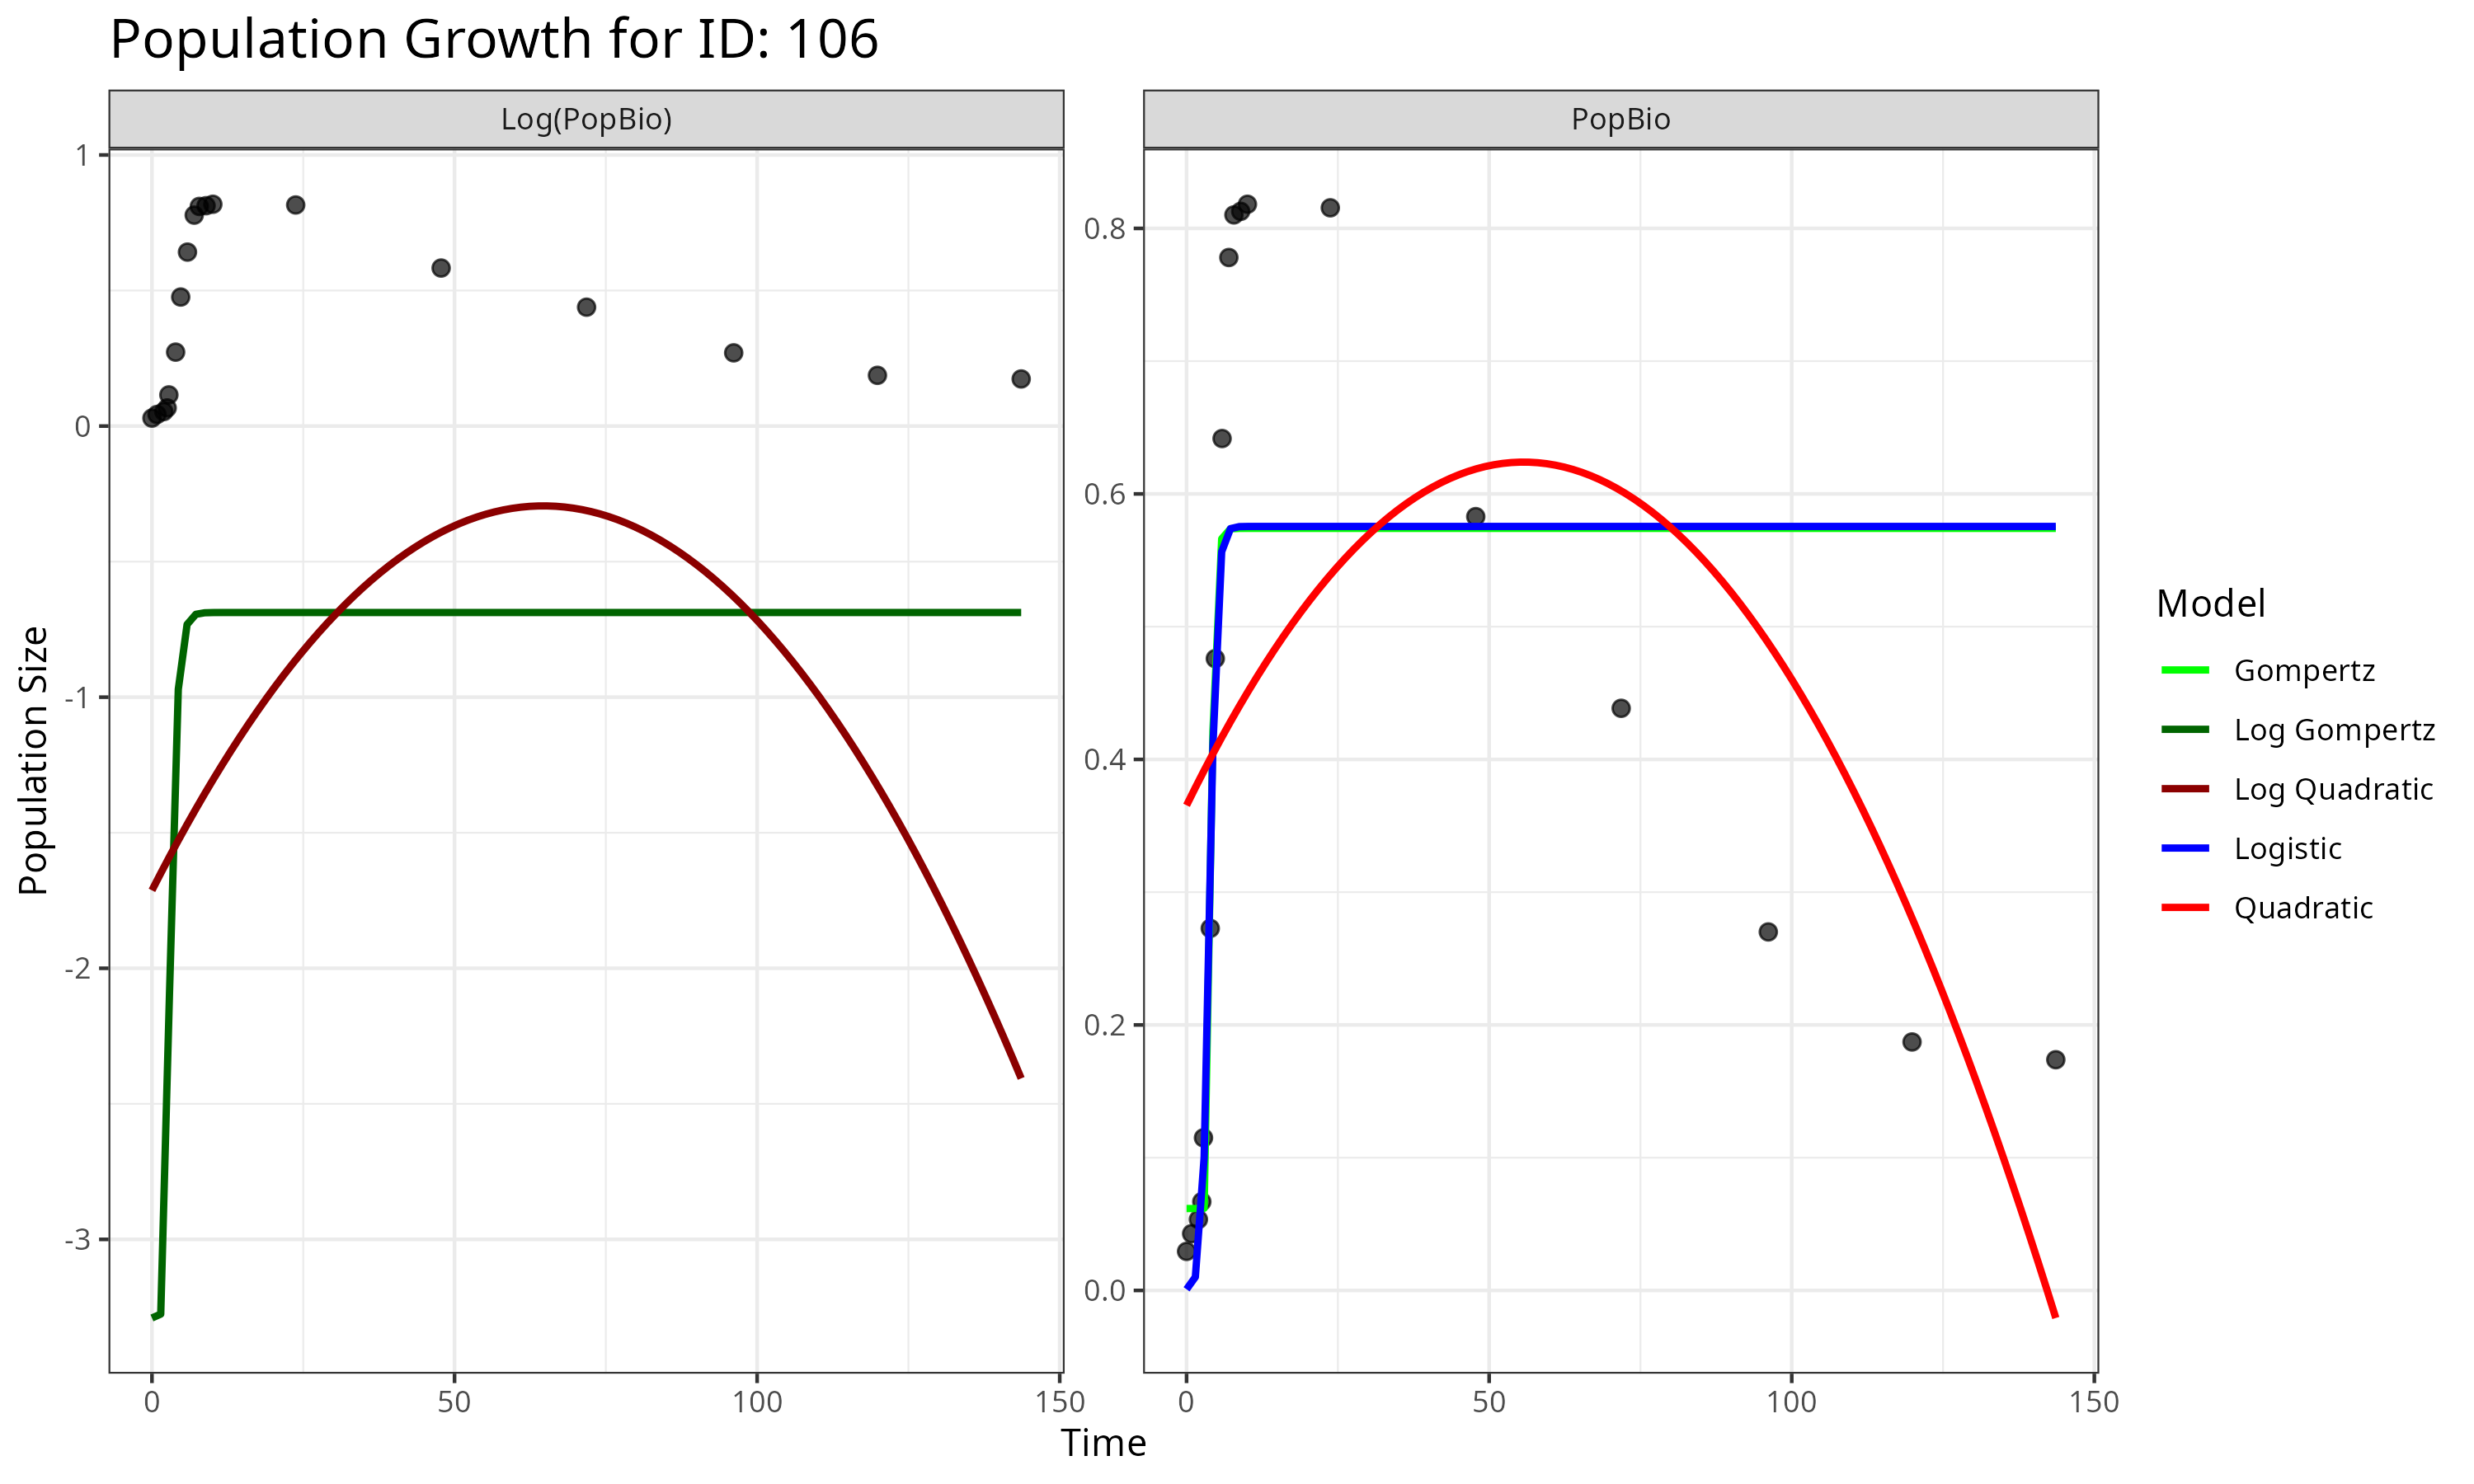 Population Growth for ID: 106
Log(PopBio)
PopBio
Population Size
1
0
-1
-2
-3
0.8
0.6
0.4
0.2
0.0
0 50 100 150
0 50 100 150
Time
Model
Gompertz
Log Gompertz
Log Quadratic
Logistic
Quadratic